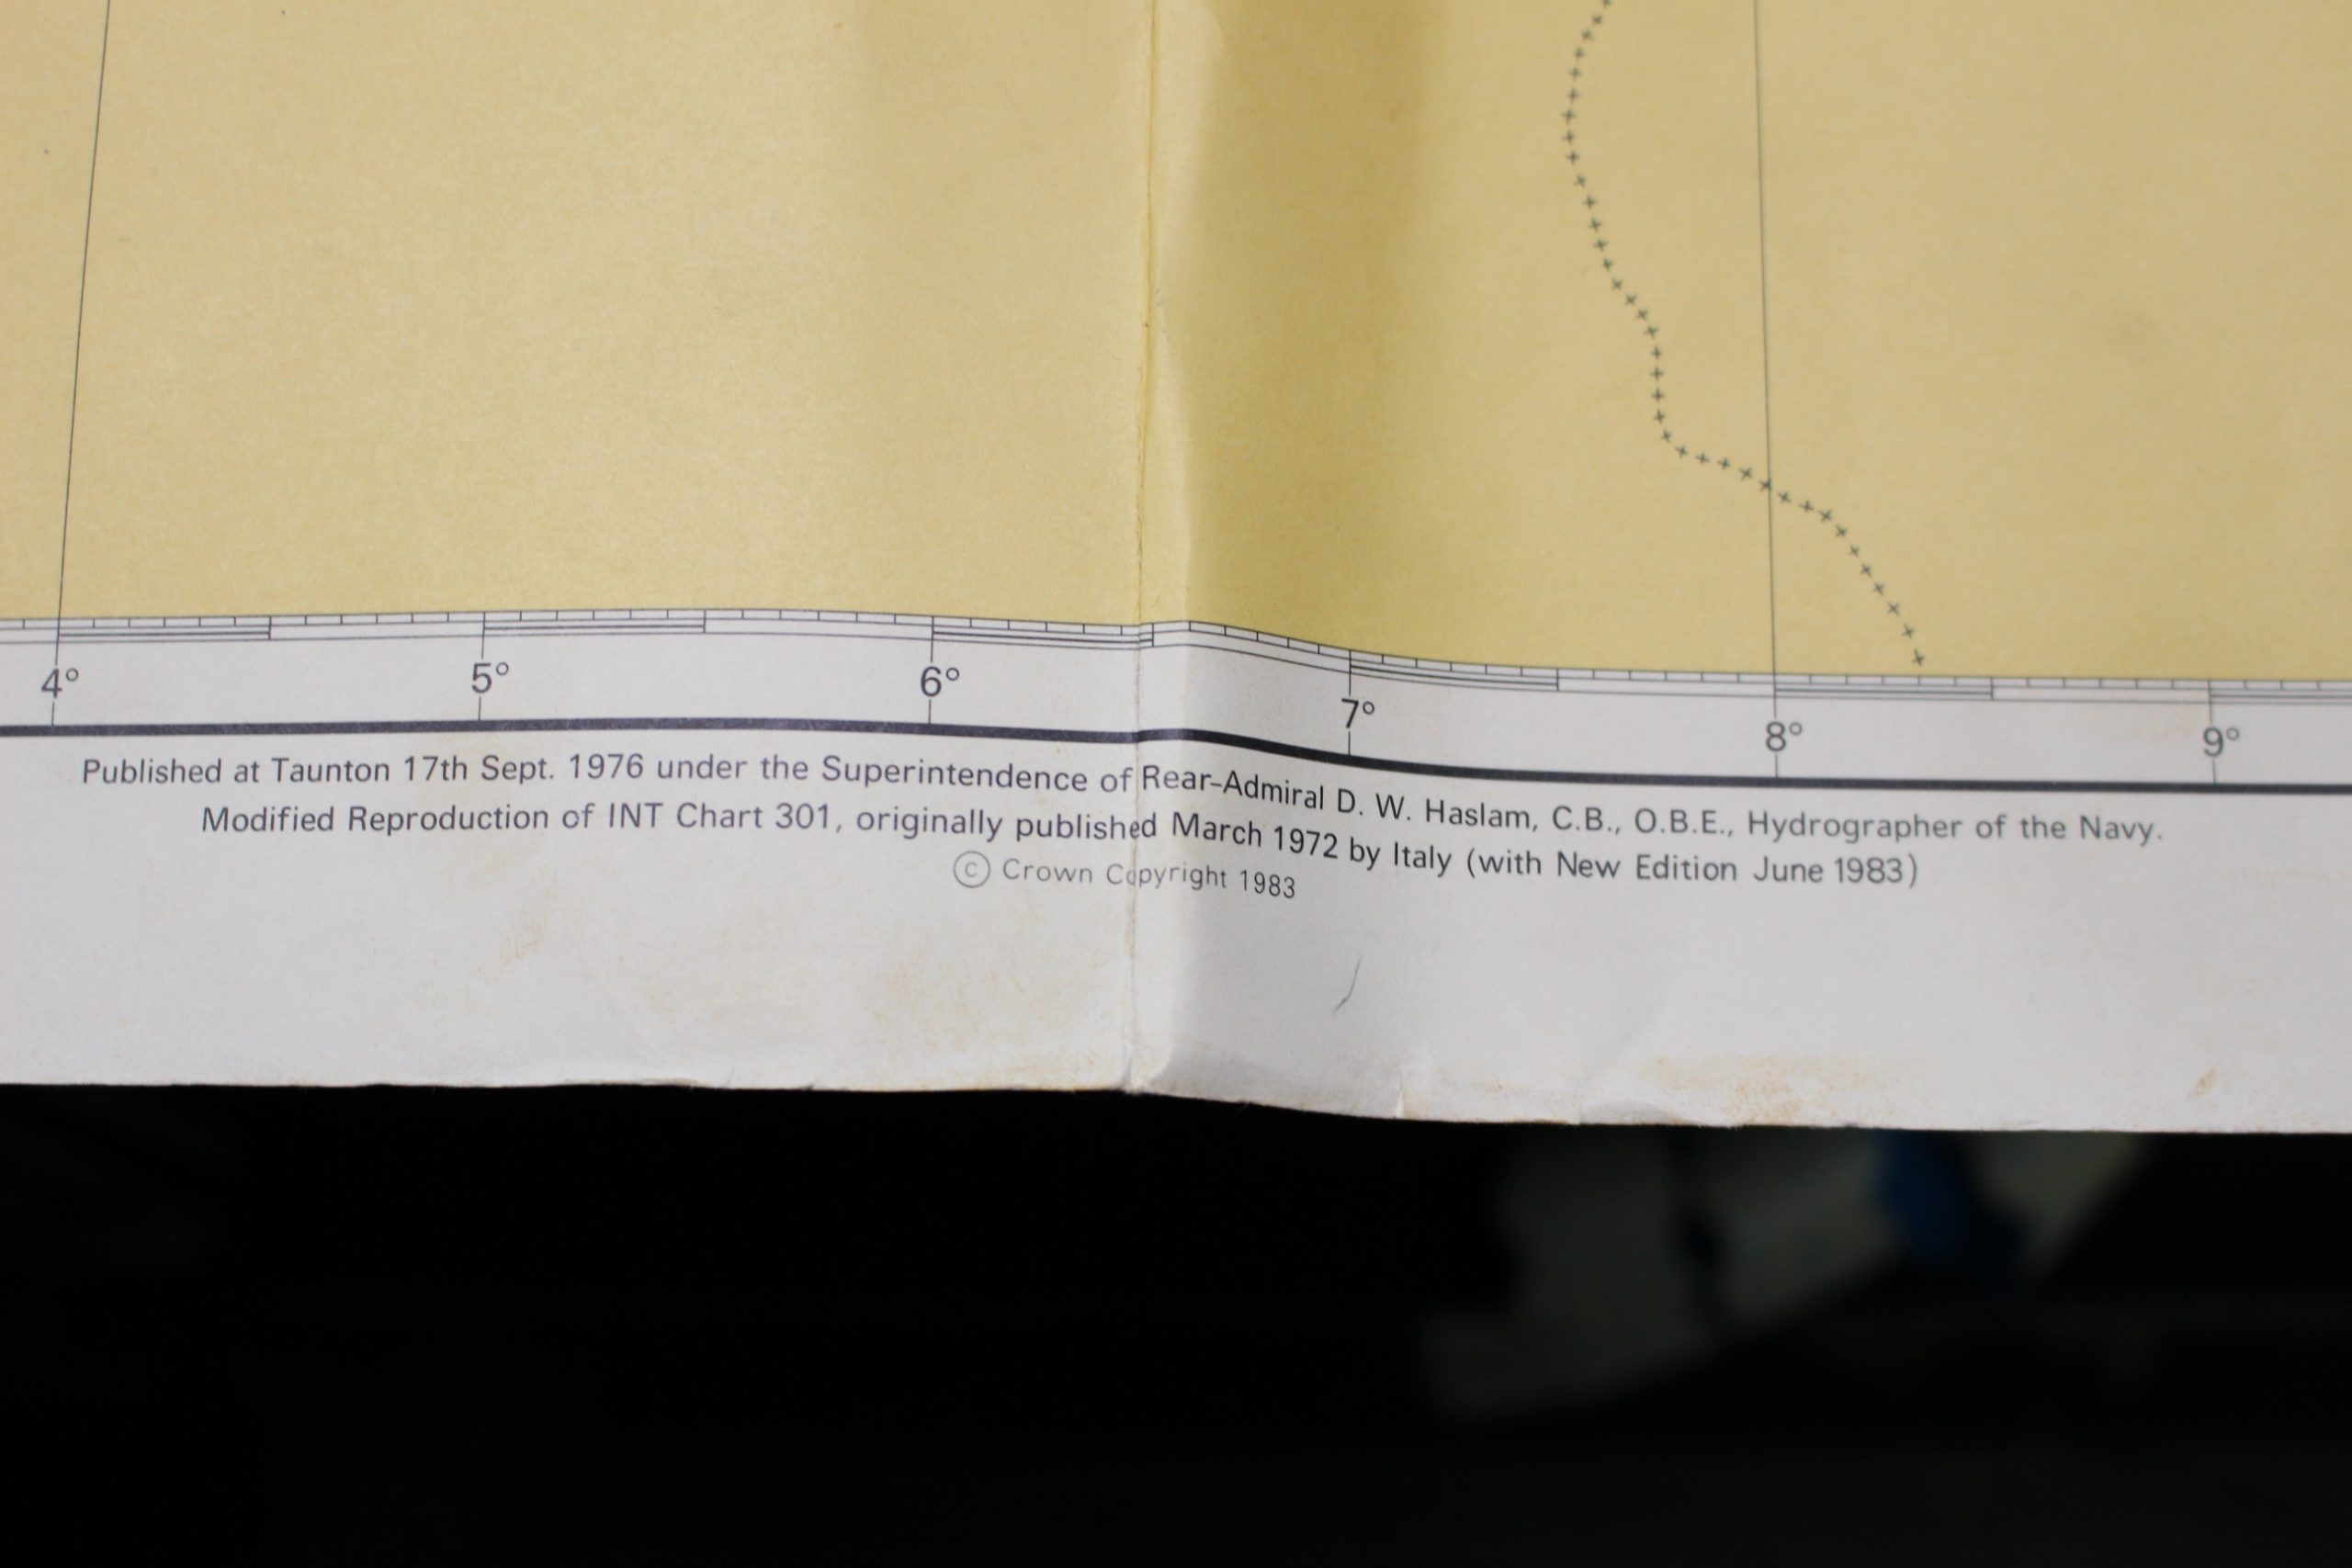 4° 5° 6° 7° 8° 9°
Published at Taunton 17th Sept. 1976 under the Superintendence of Rear-Admiral D. W. Haslam, C.B., O.B.E., Hydrographer of the Navy.
Modified Reproduction of INT Chart 301, originally published March 1972 by Italy (with New Edition June 1983)
© Crown Copyright 1983